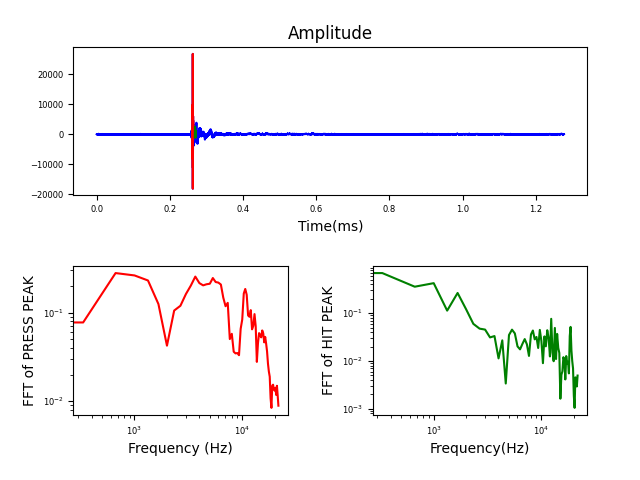 Amplitude
20000
10000
0
−10000
−20000
0.0 0.2 0.4 0.6 0.8 1.0 1.2
Time(ms)
FFT of PRESS PEAK
10⁻¹
10⁻²
10³ 10⁴
Frequency (Hz)
FFT of HIT PEAK
10⁻¹
10⁻²
10⁻³
10³ 10⁴
Frequency(Hz)